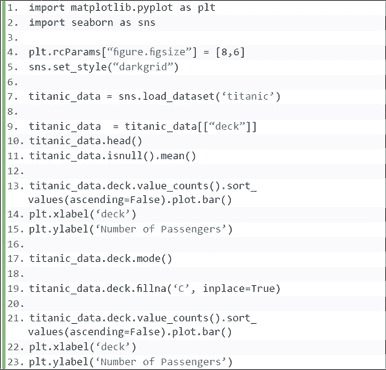 1. import matplotlib.pyplot as plt
2. import seaborn as sns
3.
4. plt.rcParams[“figure.figsize”] = [8,6]
5. sns.set_style(“darkgrid”)
6.
7. titanic_data = sns.load_dataset(‘titanic’)
8.
9. titanic_data  = titanic_data[[“deck”]]
10. titanic_data.head()
11. titanic_data.isnull().mean()
12.
13. titanic_data.deck.value_counts().sort_
values(ascending=False).plot.bar()
14. plt.xlabel(‘deck’)
15. plt.ylabel(‘Number of Passengers’)
16.
17. titanic_data.deck.mode()
18.
19. titanic_data.deck.fillna(‘C’, inplace=True)
20.
21. titanic_data.deck.value_counts().sort_
values(ascending=False).plot.bar()
22. plt.xlabel(‘deck’)
23. plt.ylabel(‘Number of Passengers’)